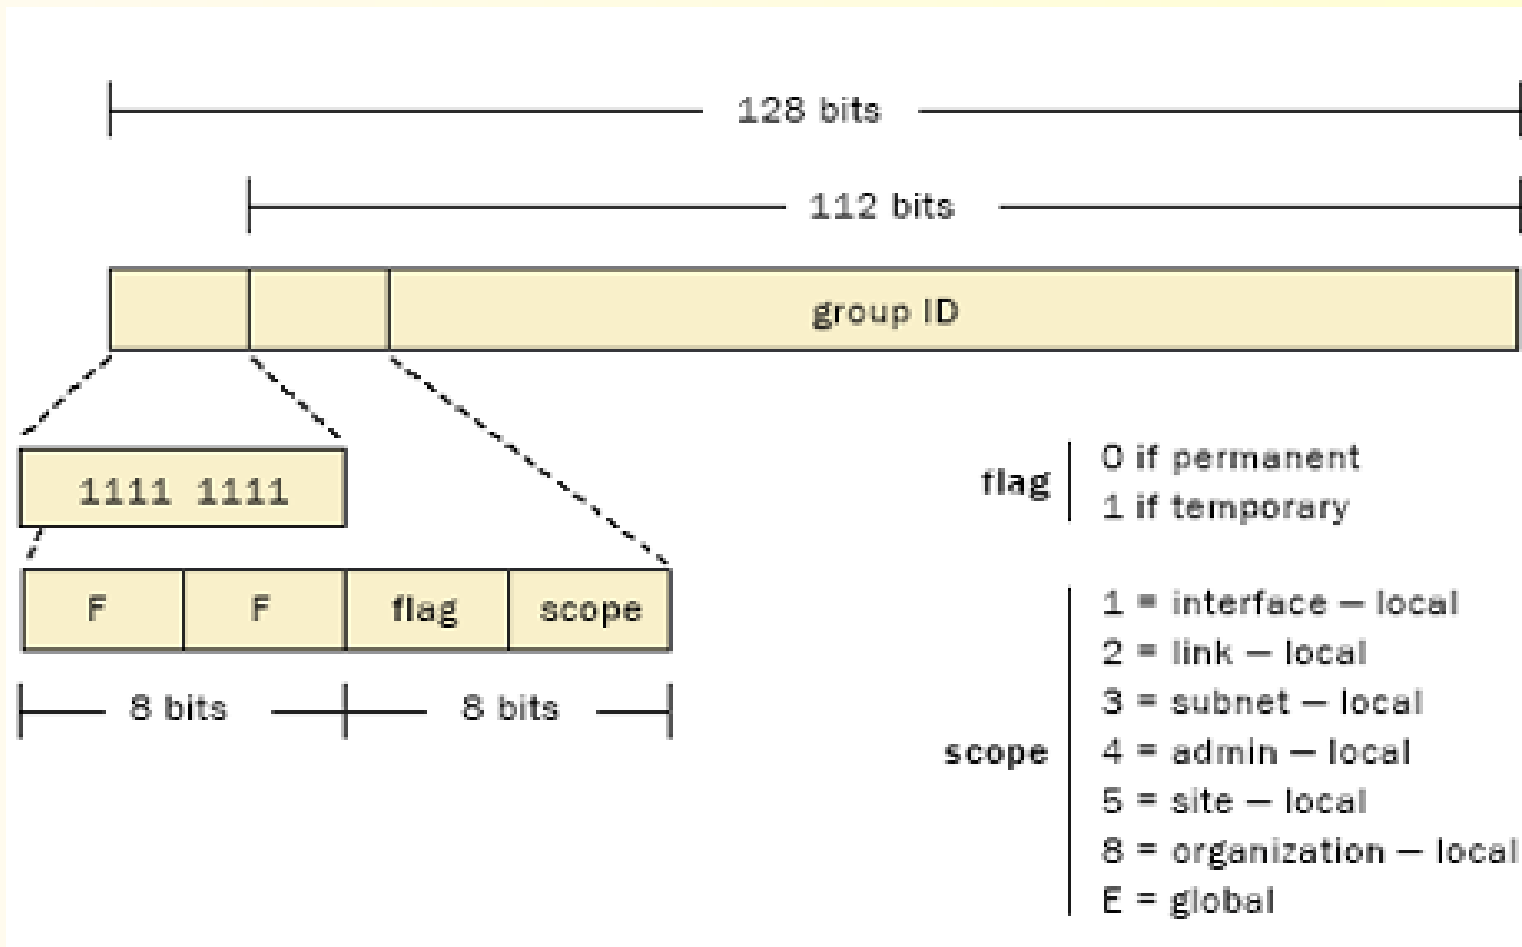 128 bits
112 bits
group ID
1111 1111
F F flag scope
8 bits 8 bits
flag
0 if permanent
1 if temporary
scope
1 = interface – local
2 = link – local
3 = subnet – local
4 = admin – local
5 = site – local
8 = organization – local
E = global